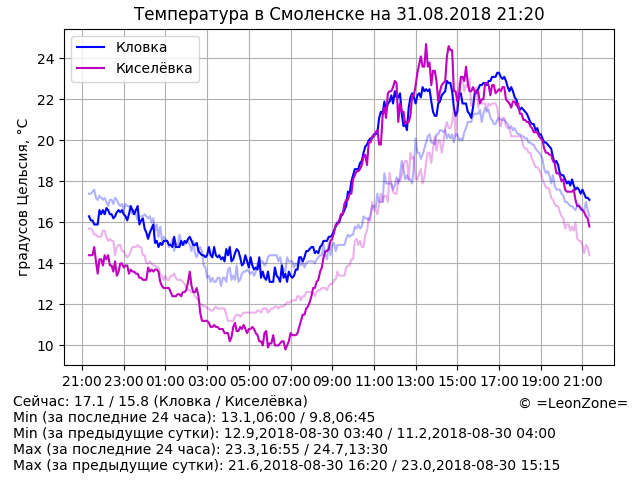 Температура в Смоленске на 31.08.2018 21:20
градусов Цельсия, °C
Кловка
Киселёвка
24
22
20
18
16
14
12
10
21:00 23:00 01:00 03:00 05:00 07:00 09:00 11:00 13:00 15:00 17:00 19:00 21:00
Сейчас: 17.1 / 15.8 (Кловка / Киселёвка)
© =LeonZone=
Min (за последние 24 часа): 13.1,06:00 / 9.8,06:45
Min (за предыдущие сутки): 12.9,2018-08-30 03:40 / 11.2,2018-08-30 04:00
Max (за последние 24 часа): 23.3,16:55 / 24.7,13:30
Max (за предыдущие сутки): 21.6,2018-08-30 16:20 / 23.0,2018-08-30 15:15